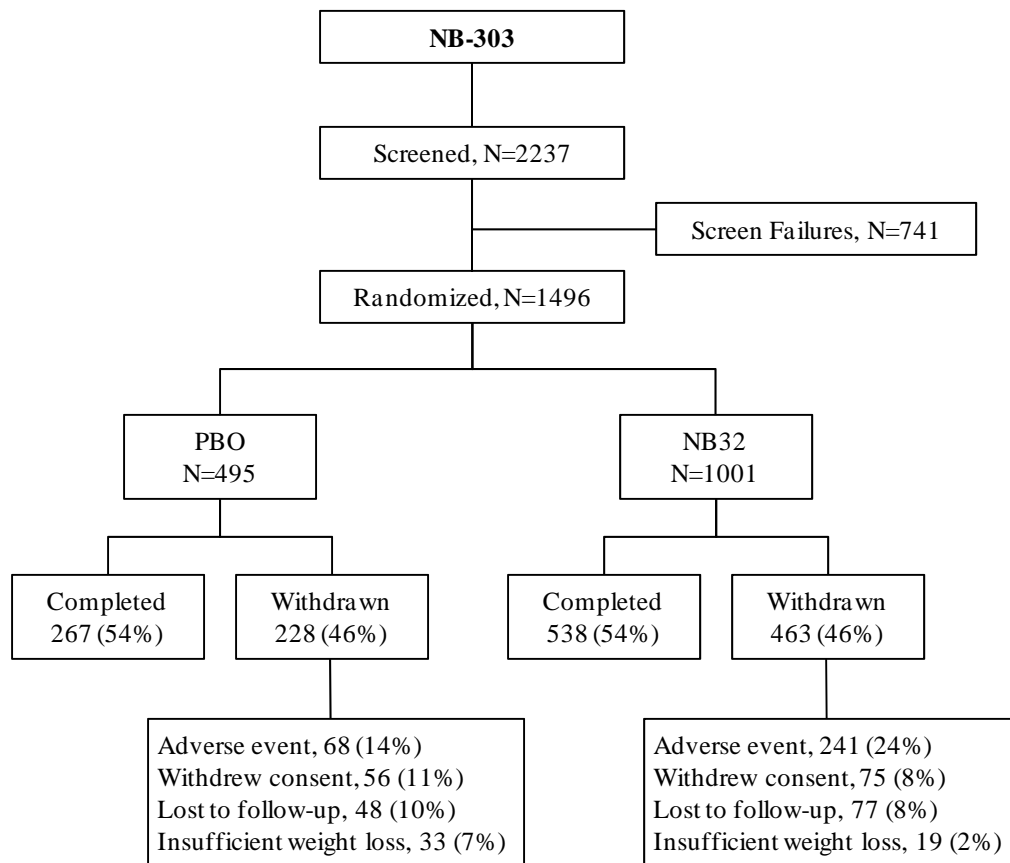 NB-303
Screened, N=2237
Screen Failures, N=741
Randomized, N=1496
PBO
N=495
NB32
N=1001
Completed
267 (54%)
Withdrawn
228 (46%)
Completed
538 (54%)
Withdrawn
463 (46%)
Adverse event, 68 (14%)
Withdrew consent, 56 (11%)
Lost to follow-up, 48 (10%)
Insufficient weight loss, 33 (7%)
Adverse event, 241 (24%)
Withdrew consent, 75 (8%)
Lost to follow-up, 77 (8%)
Insufficient weight loss, 19 (2%)